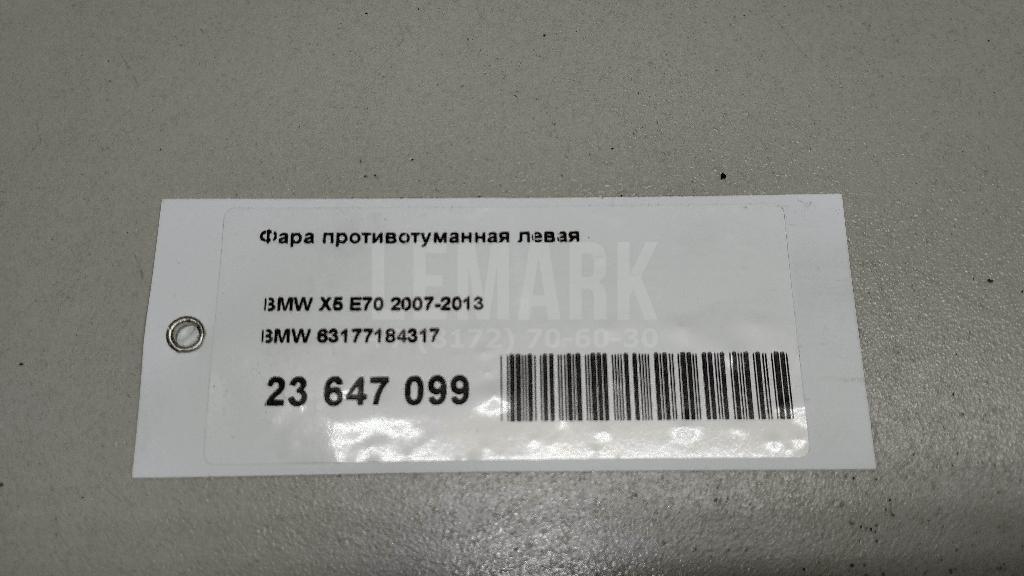 Фара противотуманная левая
LEMARK
BMW X5 E70 2007-2013
BMW 63177184317
(8172) 70-60-30
23 647 099